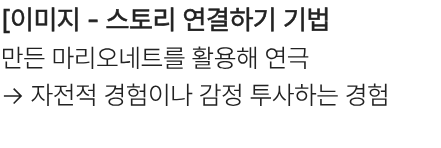 [이미지 - 스토리 연결하기 기법
만든 마리오네트를 활용해 연극
→ 자전적 경험이나 감정 투사하는 경험